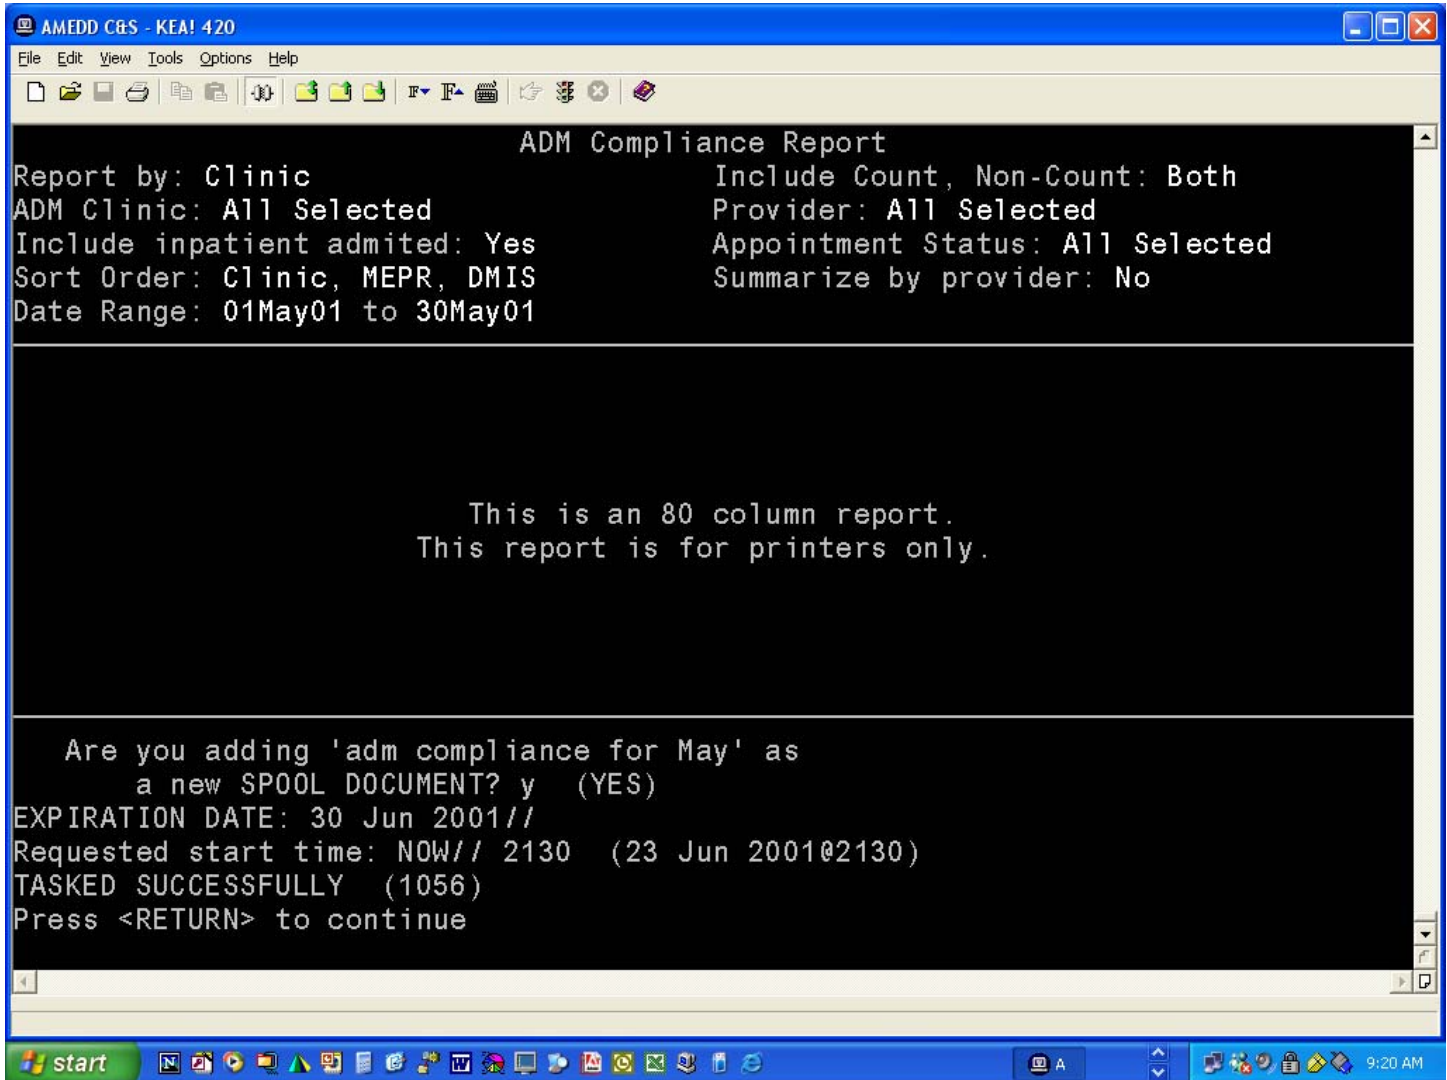 AMEDD C&S - KEA! 420
File Edit View Tools Options Help
ADM Compliance Report
Report by: Clinic Include Count, Non-Count: Both
ADM Clinic: All Selected Provider: All Selected
Include inpatient admited: Yes Appointment Status: All Selected
Sort Order: Clinic, MEPR, DMIS Summarize by provider: No
Date Range: 01May01 to 30May01
This is an 80 column report.
This report is for printers only.
Are you adding 'adm compliance for May' as
a new SPOOL DOCUMENT? y (YES)
EXPIRATION DATE: 30 Jun 2001//
Requested start time: NOW// 2130 (23 Jun 2001@2130)
TASKED SUCCESSFULLY (1056)
Press <RETURN> to continue
start A 9:20 AM